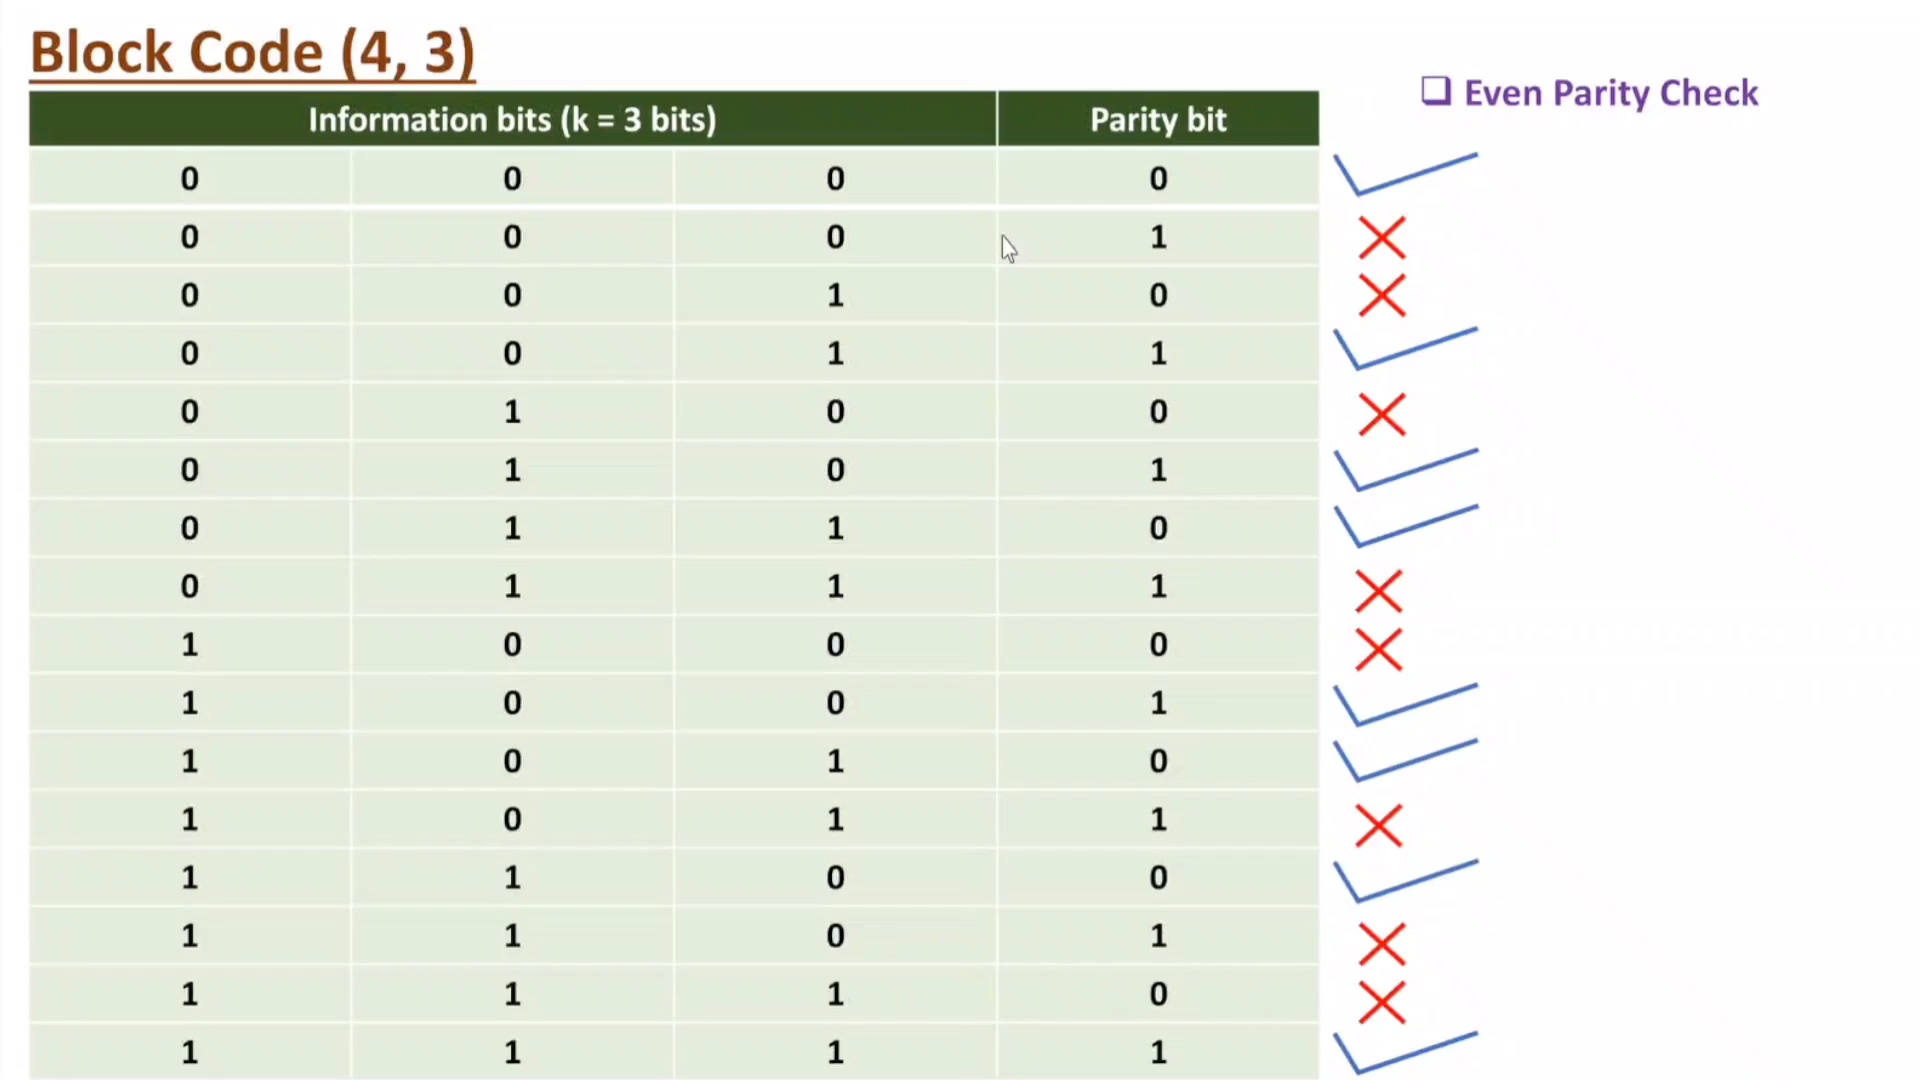 Block Code (4, 3)
❑ Even Parity Check
Information bits (k = 3 bits) Parity bit
0 0 0 0
0 0 0 1
0 0 1 0
0 0 1 1
0 1 0 0
0 1 0 1
0 1 1 0
0 1 1 1
1 0 0 0
1 0 0 1
1 0 1 0
1 0 1 1
1 1 0 0
1 1 0 1
1 1 1 0
1 1 1 1